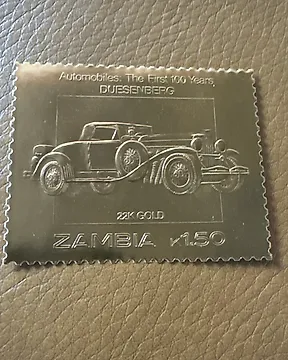 Automobiles: The First 100 Years
DUESENBERG
22K GOLD
ZAMBIA K1.50